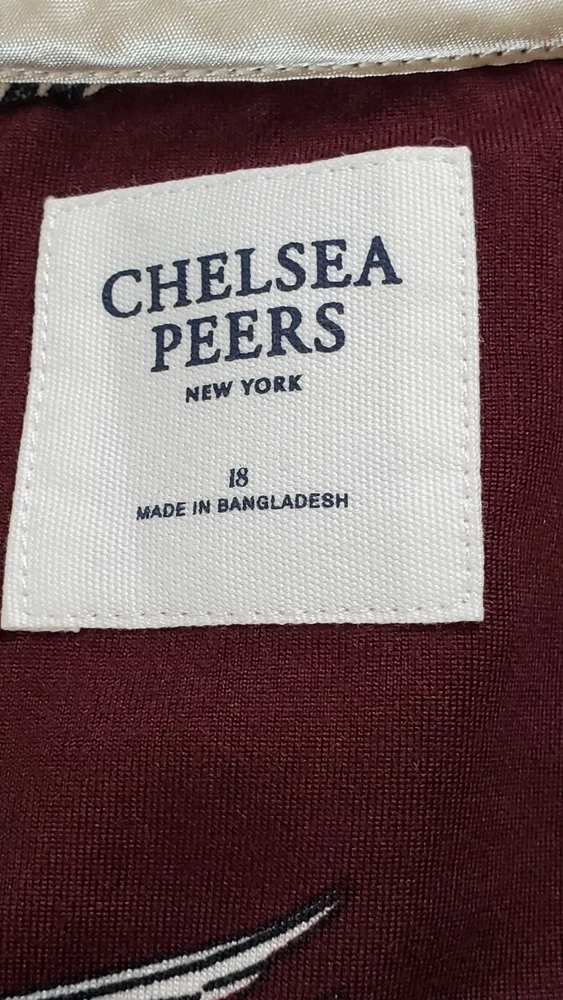 CHELSEA
PEERS
NEW YORK
18
MADE IN BANGLADESH